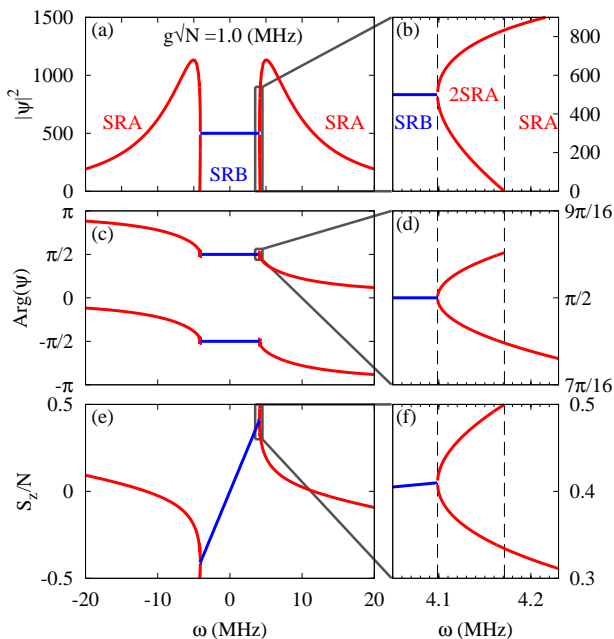 1500
1000
500
0
|ψ|²
(a)
g√N =1.0 (MHz)
SRA
SRB
SRA
(b)
SRB
2SRA
SRA
800
600
400
200
0
π
π/2
0
-π/2
-π
Arg(ψ)
(c)
(d)
9π/16
π/2
7π/16
0.5
0
-0.5
S_z/N
(e)
(f)
0.5
0.4
0.3
-20 -10 0 10 20
ω (MHz)
4.1 4.2
ω (MHz)